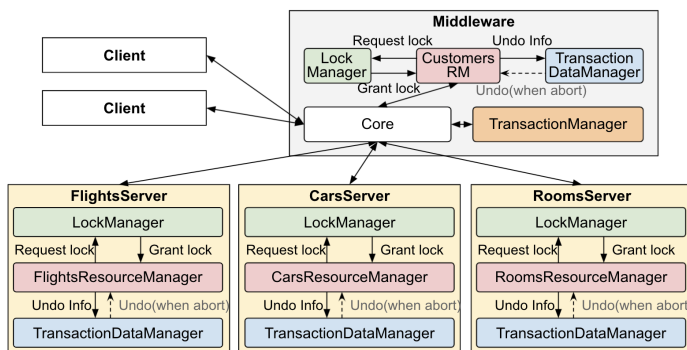 Middleware
Client
Client
Request lock
Undo Info
Lock
Manager
Customers
RM
Transaction
DataManager
Grant lock
Undo(when abort)
Core
TransactionManager
FlightsServer
LockManager
Request lock
Grant lock
FlightsResourceManager
Undo Info
Undo(when abort)
TransactionDataManager
CarsServer
LockManager
Request lock
Grant lock
CarsResourceManager
Undo Info
Undo(when abort)
TransactionDataManager
RoomsServer
LockManager
Request lock
Grant lock
RoomsResourceManager
Undo Info
Undo(when abort)
TransactionDataManager